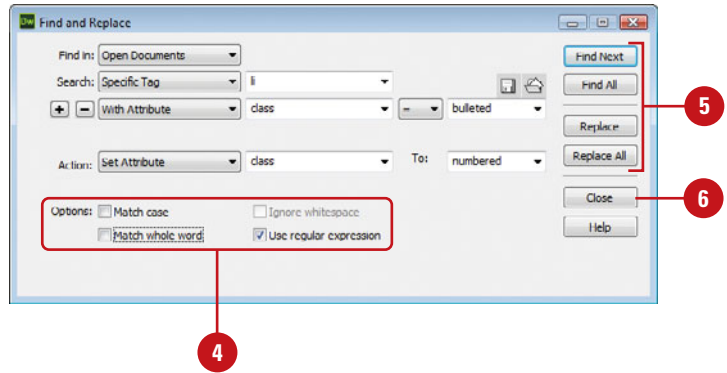 Dw Find and Replace
Find in: Open Documents Find Next
Search: Specific Tag li Find All
+ − With Attribute class = bulleted 5
Replace
Action: Set Attribute class To: numbered Replace All
Close 6
Options: Match case Ignore whitespace
Help
Match whole word Use regular expression
4